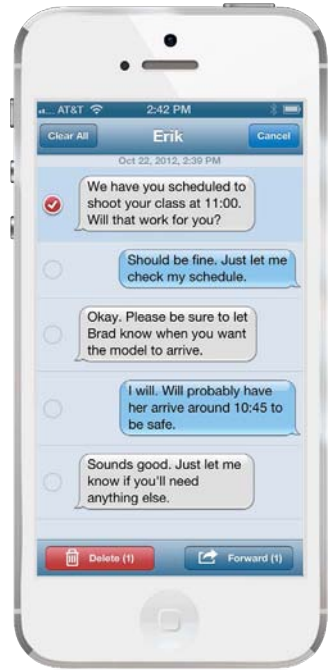 AT&T 2:42 PM
Clear All Erik Cancel
Oct 22, 2012, 2:39 PM
We have you scheduled to
shoot your class at 11:00.
Will that work for you?
Should be fine. Just let me
check my schedule.
Okay. Please be sure to let
Brad know when you want
the model to arrive.
I will. Will probably have
her arrive around 10:45 to
be safe.
Sounds good. Just let me
know if you'll need
anything else.
Delete (1) Forward (1)